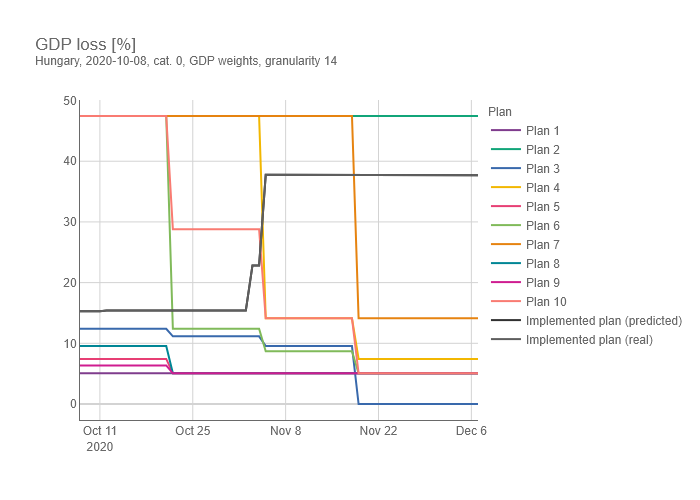 GDP loss [%]
Hungary, 2020-10-08, cat. 0, GDP weights, granularity 14
50
40
30
20
10
0
Oct 11
2020
Oct 25
Nov 8
Nov 22
Dec 6
Plan
Plan 1
Plan 2
Plan 3
Plan 4
Plan 5
Plan 6
Plan 7
Plan 8
Plan 9
Plan 10
Implemented plan (predicted)
Implemented plan (real)